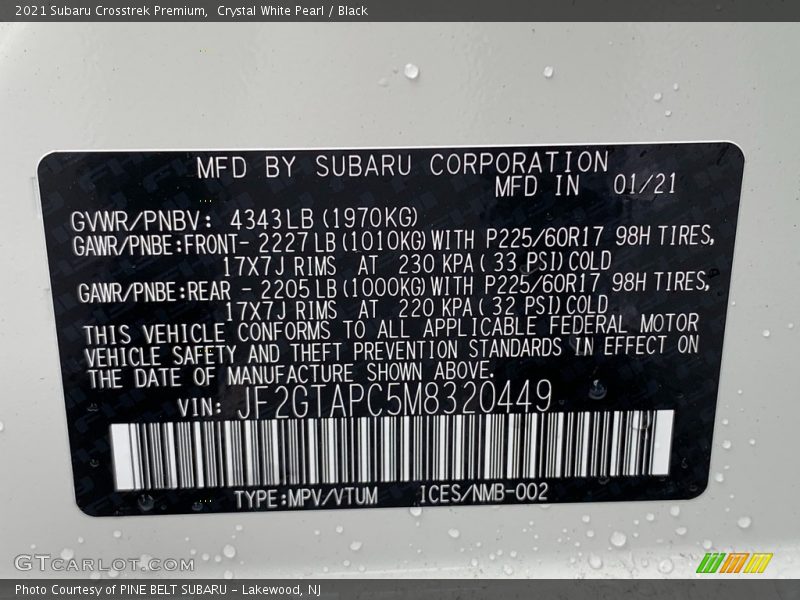 2021 Subaru Crosstrek Premium, Crystal White Pearl / Black
MFD BY SUBARU CORPORATION
MFD IN 01/21
GVWR/PNBV: 4343LB(1970KG)
GAWR/PNBE:FRONT- 2227LB(1010KG)WITH P225/60R17 98H TIRES,
17X7J RIMS AT 230 KPA(33 PSI)COLD
GAWR/PNBE:REAR - 2205LB(1000KG)WITH P225/60R17 98H TIRES,
17X7J RIMS AT 220 KPA(32 PSI)COLD
THIS VEHICLE CONFORMS TO ALL APPLICABLE FEDERAL MOTOR
VEHICLE SAFETY AND THEFT PREVENTION STANDARDS IN EFFECT ON
THE DATE OF MANUFACTURE SHOWN ABOVE.
VIN: JF2GTAPC5M8320449
TYPE:MPV/VTUM ICES/NMB-002
GTCARLOT.COM
Photo Courtesy of PINE BELT SUBARU - Lakewood, NJ